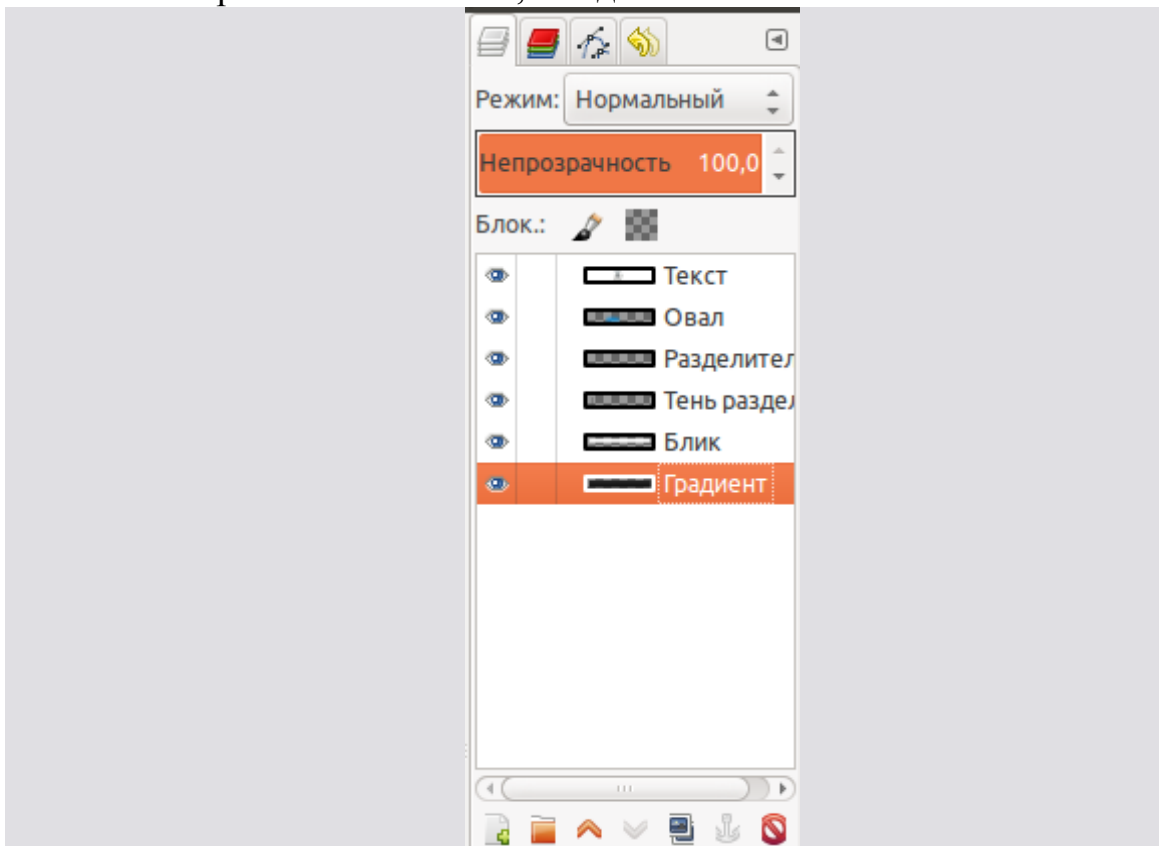 Режим: Нормальный
Непрозрачность 100,0
Блок.:
Текст
Овал
Разделител
Тень раздел
Блик
Градиент